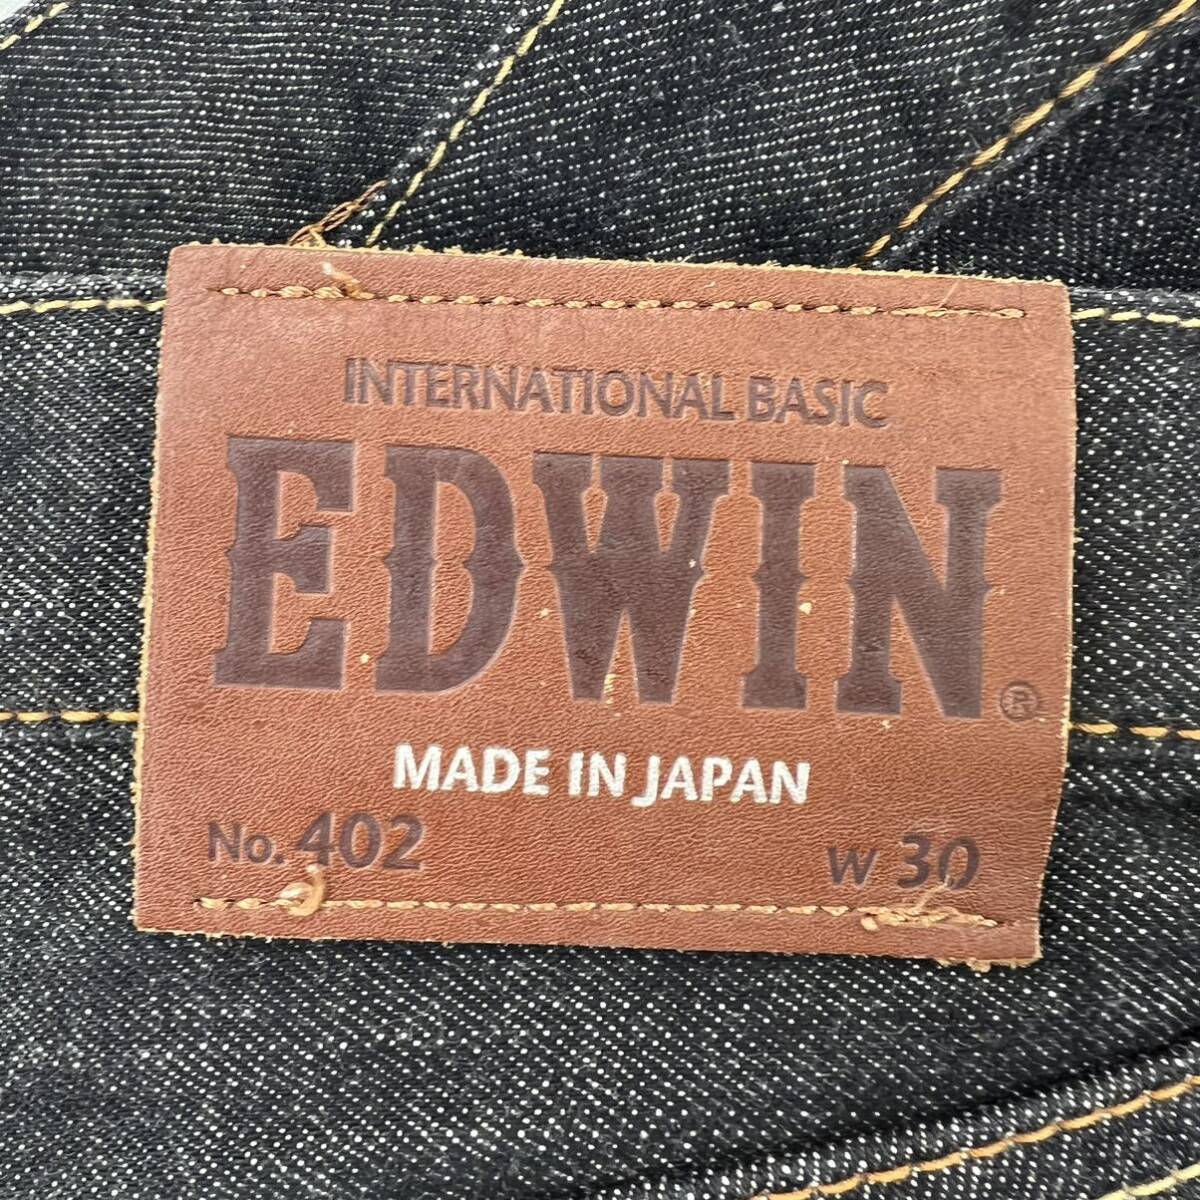 INTERNATIONAL BASIC
EDWIN®
MADE IN JAPAN
No. 402 W 30